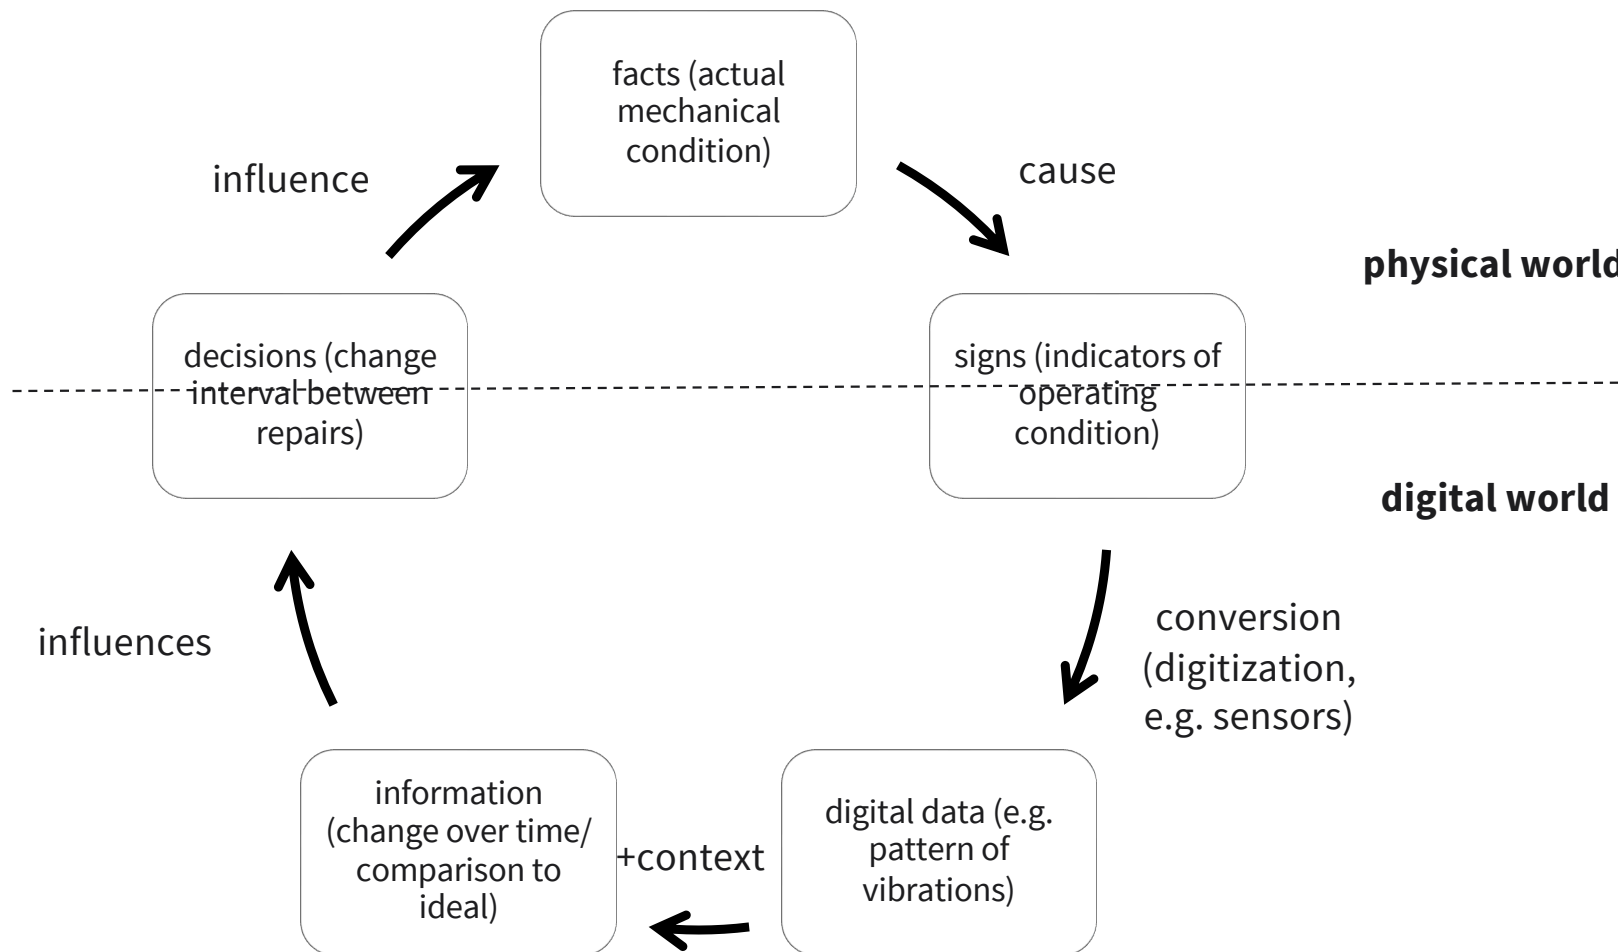 facts (actual
mechanical
condition)
influence
cause
physical world
decisions (change
interval between
repairs)
signs (indicators of
operating
condition)
digital world
influences
conversion
(digitization,
e.g. sensors)
information
(change over time/
comparison to
ideal)
+context
digital data (e.g.
pattern of
vibrations)